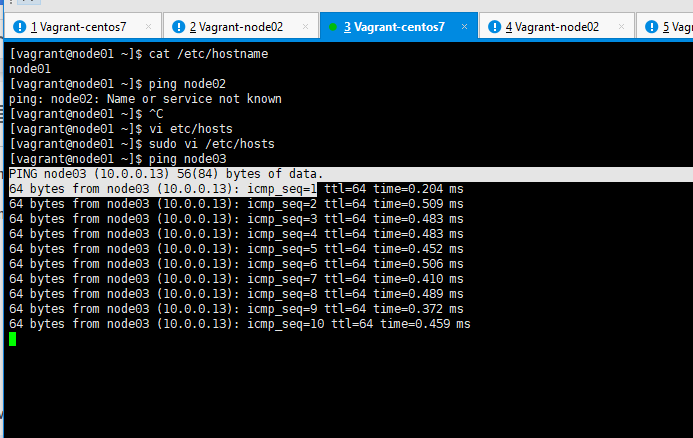 1 Vagrant-centos7 × 2 Vagrant-node02 × 3 Vagrant-centos7 × 4 Vagrant-node02 × 5 Vagr
[vagrant@node01 ~]$ cat /etc/hostname
node01
[vagrant@node01 ~]$ ping node02
ping: node02: Name or service not known
[vagrant@node01 ~]$ ^C
[vagrant@node01 ~]$ vi etc/hosts
[vagrant@node01 ~]$ sudo vi /etc/hosts
[vagrant@node01 ~]$ ping node03
PING node03 (10.0.0.13) 56(84) bytes of data.
64 bytes from node03 (10.0.0.13): icmp_seq=1 ttl=64 time=0.204 ms
64 bytes from node03 (10.0.0.13): icmp_seq=2 ttl=64 time=0.509 ms
64 bytes from node03 (10.0.0.13): icmp_seq=3 ttl=64 time=0.483 ms
64 bytes from node03 (10.0.0.13): icmp_seq=4 ttl=64 time=0.483 ms
64 bytes from node03 (10.0.0.13): icmp_seq=5 ttl=64 time=0.452 ms
64 bytes from node03 (10.0.0.13): icmp_seq=6 ttl=64 time=0.506 ms
64 bytes from node03 (10.0.0.13): icmp_seq=7 ttl=64 time=0.410 ms
64 bytes from node03 (10.0.0.13): icmp_seq=8 ttl=64 time=0.489 ms
64 bytes from node03 (10.0.0.13): icmp_seq=9 ttl=64 time=0.372 ms
64 bytes from node03 (10.0.0.13): icmp_seq=10 ttl=64 time=0.459 ms